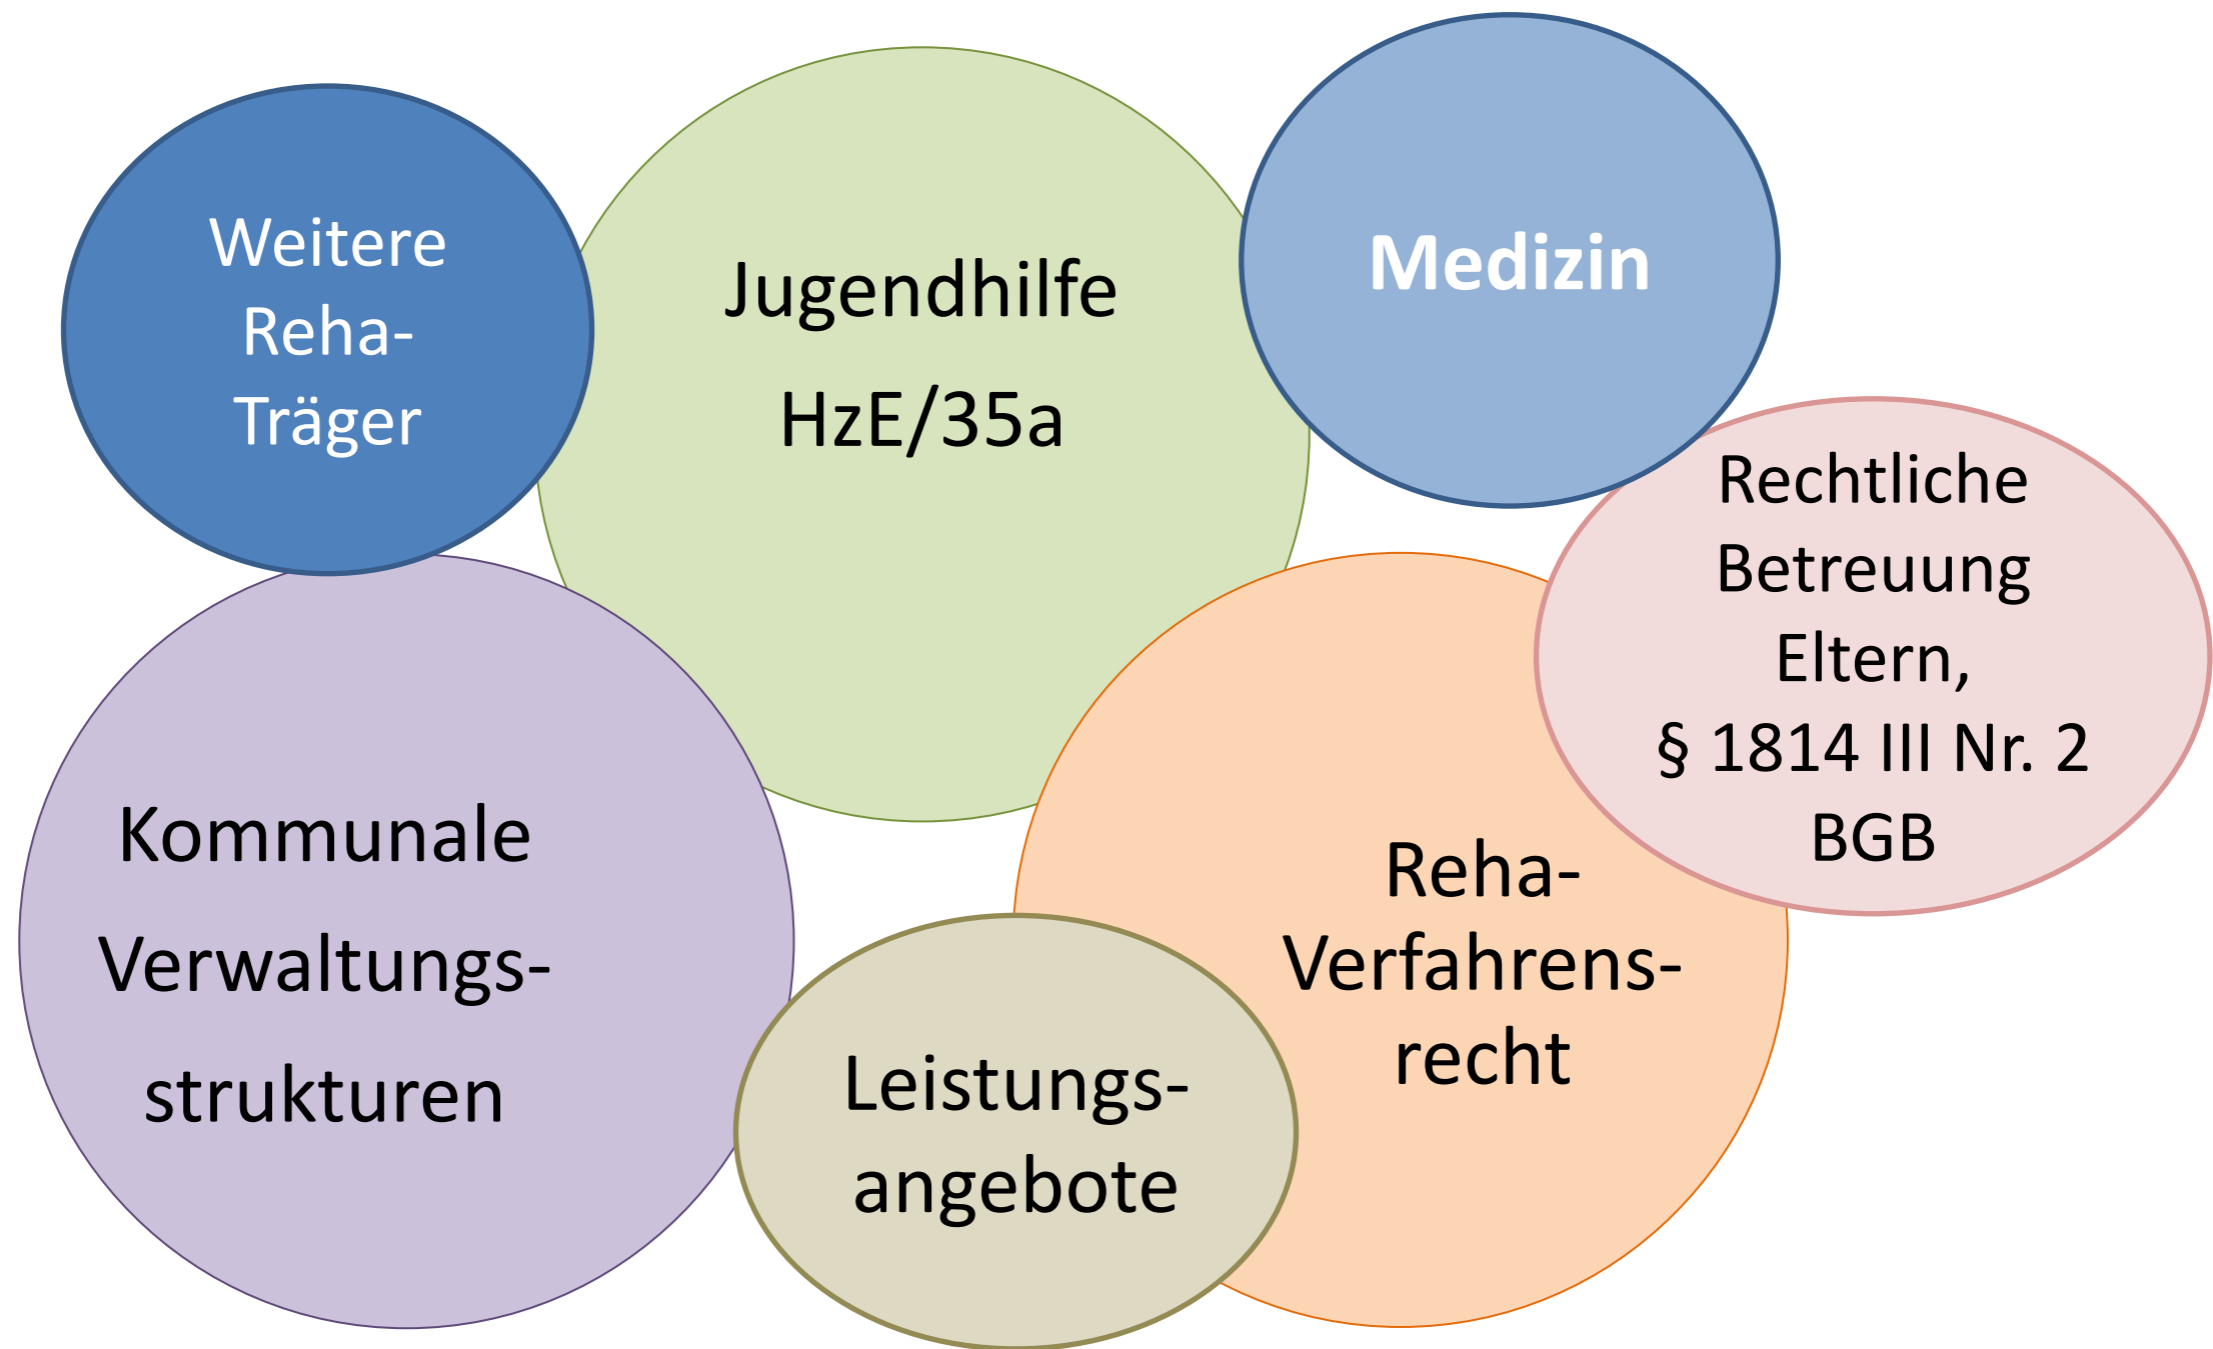 Weitere
Reha-
Träger
Jugendhilfe
HzE/35a
Medizin
Rechtliche
Betreuung
Eltern,
§ 1814 III Nr. 2
BGB
Kommunale
Verwaltungs-
strukturen
Leistungs-
angebote
Reha-
Verfahrens-
recht